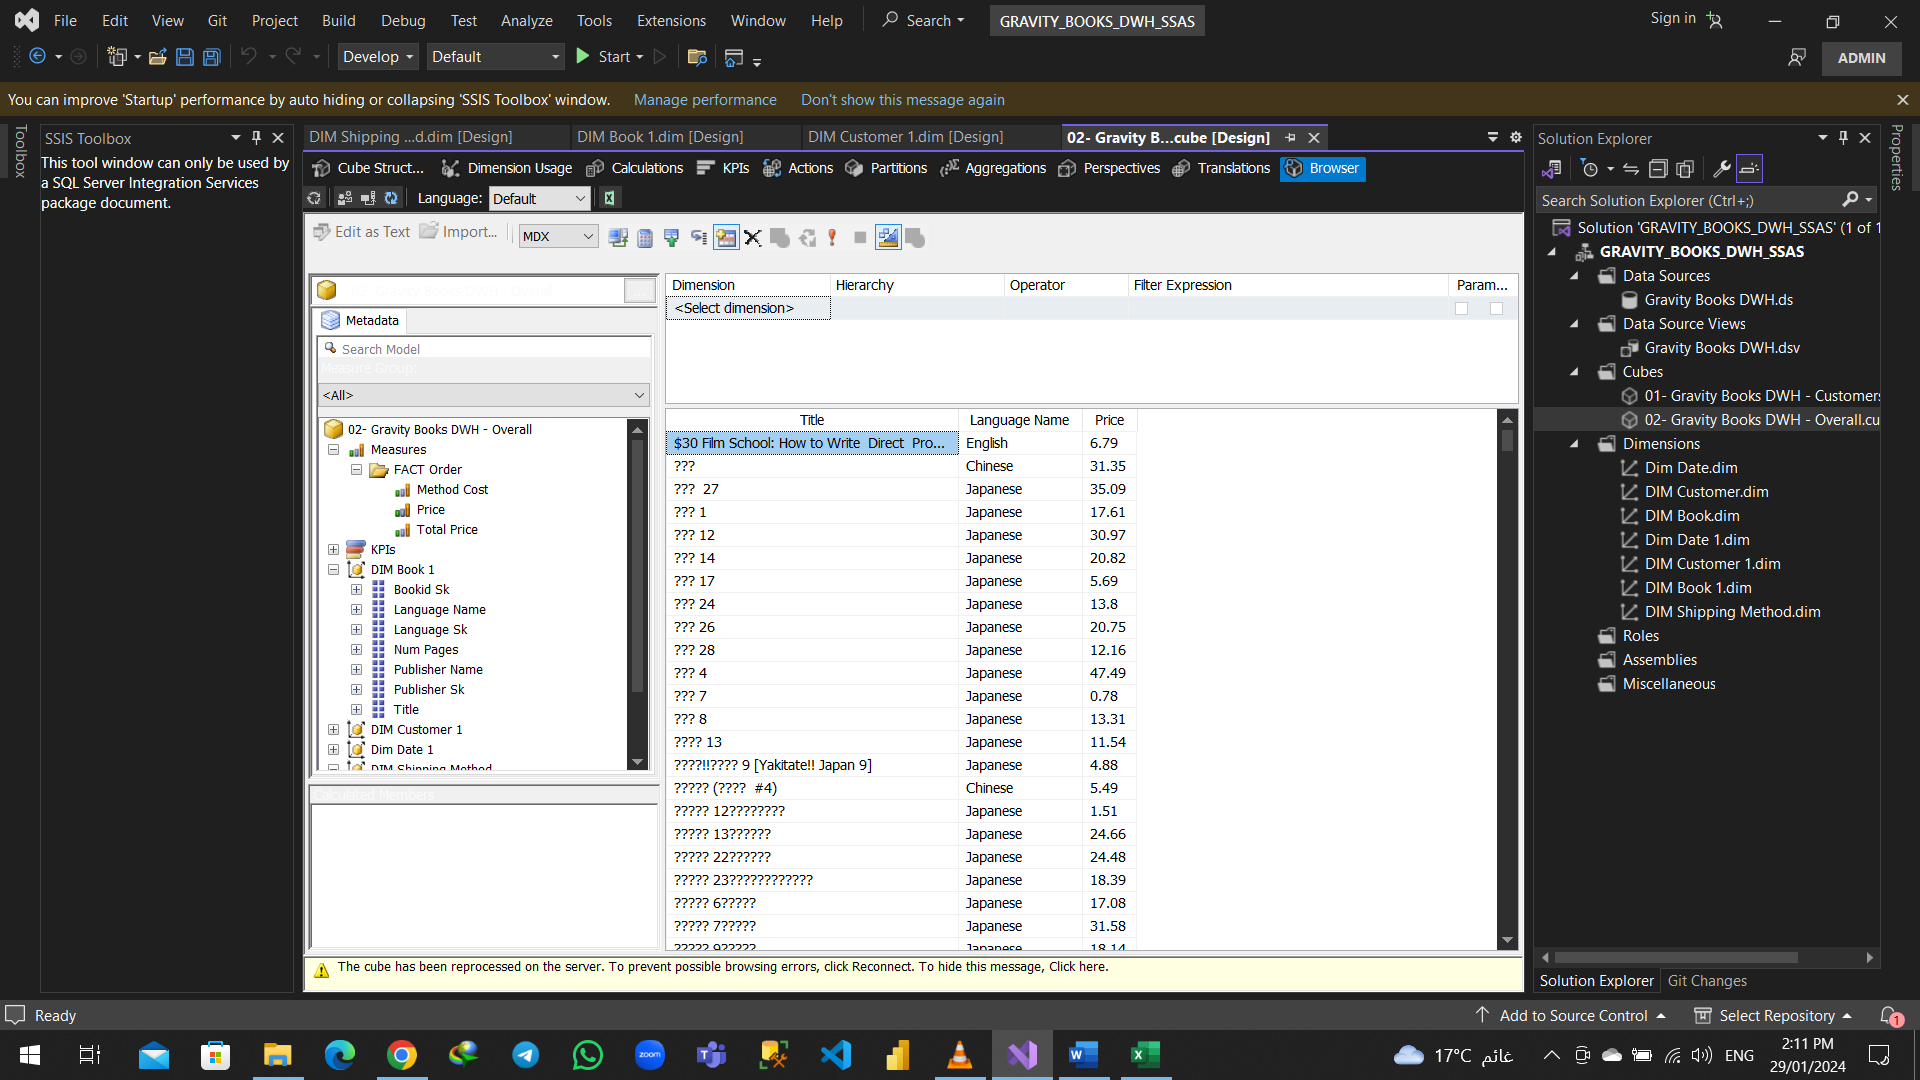 File Edit View Git Project Build Debug Test Analyze Tools Extensions Window Help Search GRAVITY_BOOKS_DWH_SSAS Sign in
Develop Default Start ADMIN
You can improve 'Startup' performance by auto hiding or collapsing 'SSIS Toolbox' window. Manage performance Don't show this message again
Toolbox
SSIS Toolbox
This tool window can only be used by
a SQL Server Integration Services
package document.
DIM Shipping ...d.dim [Design] DIM Book 1.dim [Design] DIM Customer 1.dim [Design] 02- Gravity B...cube [Design]
Cube Struct... Dimension Usage Calculations KPIs Actions Partitions Aggregations Perspectives Translations Browser
Language: Default
Edit as Text Import... MDX
Metadata
Search Model
Measure Group:
<All>
02- Gravity Books DWH - Overall
Measures
FACT Order
Method Cost
Price
Total Price
KPIs
DIM Book 1
Bookid Sk
Language Name
Language Sk
Num Pages
Publisher Name
Publisher Sk
Title
DIM Customer 1
Dim Date 1
DIM Shipping Method
Calculated Members
Dimension Hierarchy Operator Filter Expression Param...
<Select dimension>
Title Language Name Price
$30 Film School: How to Write Direct Pro... English 6.79
??? Chinese 31.35
??? 27 Japanese 35.09
??? 1 Japanese 17.61
??? 12 Japanese 30.97
??? 14 Japanese 20.82
??? 17 Japanese 5.69
??? 24 Japanese 13.8
??? 26 Japanese 20.75
??? 28 Japanese 12.16
??? 4 Japanese 47.49
??? 7 Japanese 0.78
??? 8 Japanese 13.31
???? 13 Japanese 11.54
????!!???? 9 [Yakitate!! Japan 9] Japanese 4.88
????? (???? #4) Chinese 5.49
????? 12???????? Japanese 1.51
????? 13?????? Japanese 24.66
????? 22?????? Japanese 24.48
????? 23???????????? Japanese 18.39
????? 6????? Japanese 17.08
????? 7????? Japanese 31.58
????? 9????? Japanese 18.14
The cube has been reprocessed on the server. To prevent possible browsing errors, click Reconnect. To hide this message, Click here.
Solution Explorer
Search Solution Explorer (Ctrl+;)
Solution 'GRAVITY_BOOKS_DWH_SSAS' (1 of 1
GRAVITY_BOOKS_DWH_SSAS
Data Sources
Gravity Books DWH.ds
Data Source Views
Gravity Books DWH.dsv
Cubes
01- Gravity Books DWH - Customers
02- Gravity Books DWH - Overall.cu
Dimensions
Dim Date.dim
DIM Customer.dim
DIM Book.dim
Dim Date 1.dim
DIM Customer 1.dim
DIM Book 1.dim
DIM Shipping Method.dim
Roles
Assemblies
Miscellaneous
Solution Explorer Git Changes
Properties
Ready Add to Source Control Select Repository 1
zoom 17°C غائم ENG 2:11 PM
29/01/2024